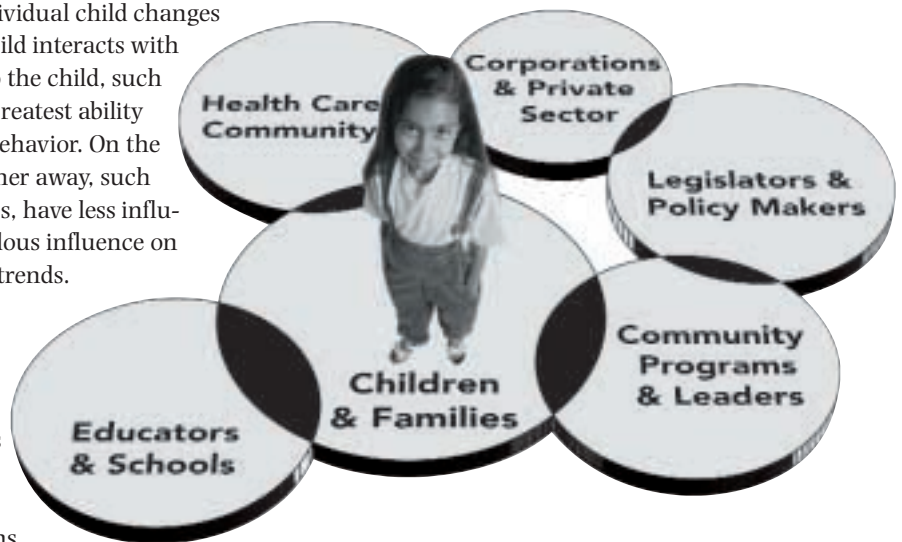 ividual child changes
ild interacts with
o the child, such
reatest ability
ehavior. On the
her away, such
s, have less influ-
lous influence on
trends.
s
ns
Health Care
Community
Corporations
& Private
Sector
Legislators &
Policy Makers
Children
& Families
Community
Programs
& Leaders
Educators
& Schools